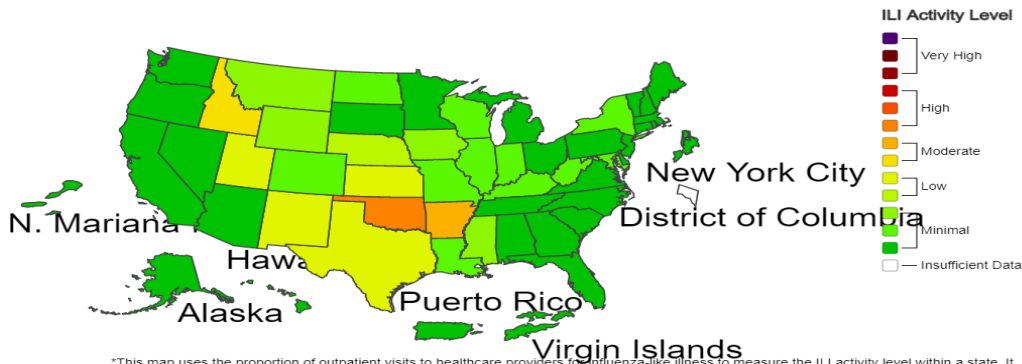 ILI Activity Level
Very High
High
Moderate
Low
Minimal
Insufficient Data
New York City
District of Columbia
N. Mariana
Hawa
Alaska
Puerto Rico
Virgin Islands
*This map uses the proportion of outpatient visits to healthcare providers for influenza-like illness to measure the ILI activity level within a state. It